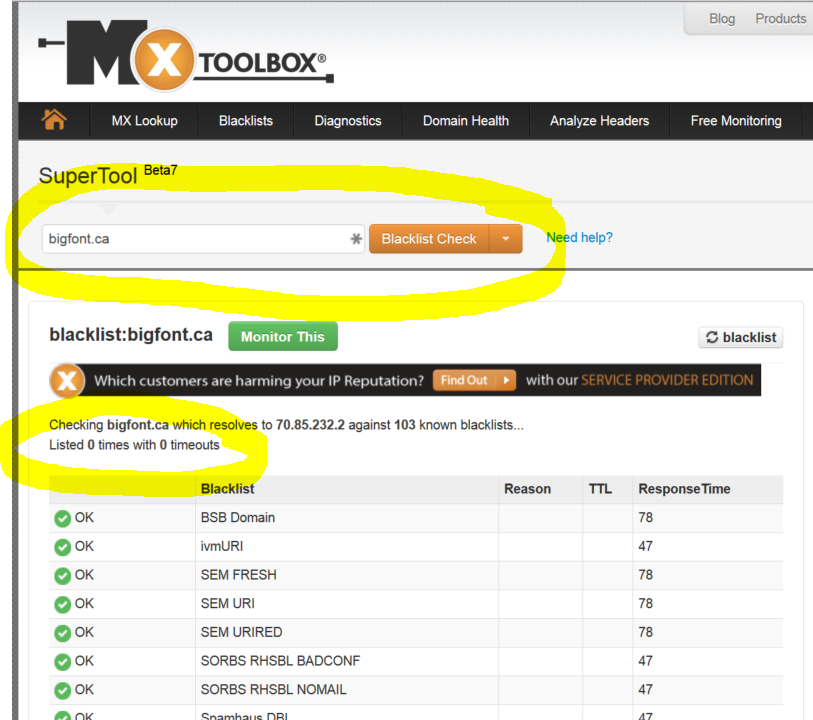 Blog Products
MX TOOLBOX®
MX Lookup Blacklists Diagnostics Domain Health Analyze Headers Free Monitoring
SuperTool Beta7
bigfont.ca Blacklist Check Need help?
blacklist:bigfont.ca Monitor This blacklist
X Which customers are harming your IP Reputation? Find Out with our SERVICE PROVIDER EDITION
Checking bigfont.ca which resolves to 70.85.232.2 against 103 known blacklists...
Listed 0 times with 0 timeouts
Blacklist Reason TTL ResponseTime
OK BSB Domain 78
OK ivmURI 47
OK SEM FRESH 78
OK SEM URI 78
OK SEM URIRED 78
OK SORBS RHSBL BADCONF 47
OK SORBS RHSBL NOMAIL 47
OK Spamhaus DBL 47